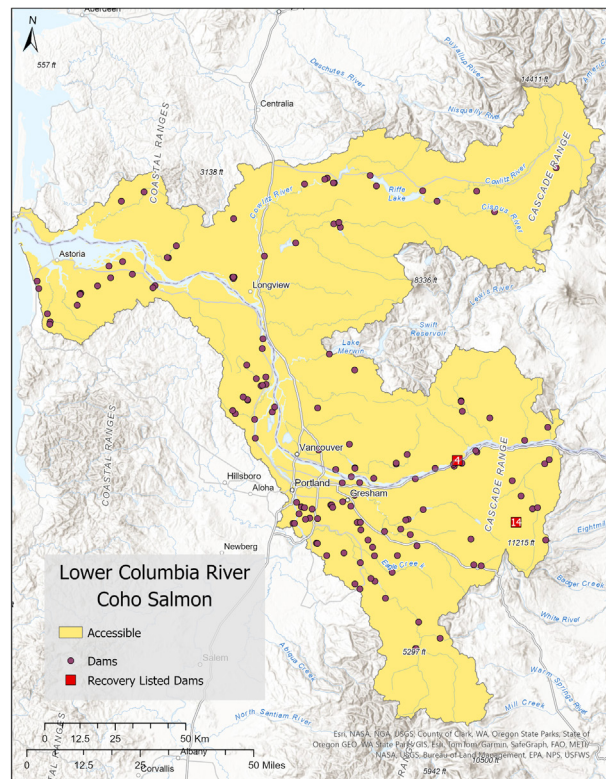 Aberdeen
N
557 ft
Deschutes River
Puyallup River
14411 ft
Nisqually River
Centralia
COASTAL RANGES
3138 ft
Cowlitz River
Riffe
Lake
Cowlitz River
Cispus River
CASCADE RANGE
Astoria
Longview
8336 ft
Lewis River
Swift
Reservoir
Lake
Merwin
COASTAL RANGES
Vancouver
4
CASCADE RANGE
Hillsboro
Portland
Aloha
Gresham
14
11215 ft
Newberg
Eagle Creek
Badger Creek
White River
Lower Columbia River
Coho Salmon
Accessible
Dams
Recovery Listed Dams
Salem
Abiqua Creek
5297 ft
Warm Springs River
Mill Creek
North Santiam River
0 12.5 25 50 Km
0 12.5 25 50 Miles
Albany
Corvallis
Esri, NASA, NGA, USGS, County of Clark, WA, Oregon State Parks, State of
Oregon GEO, WA State Parks GIS, Esri, TomTom, Garmin, SafeGraph, FAO, METI/
NASA, USGS, Bureau of Land Management, EPA, NPS, USFWS
5942 ft